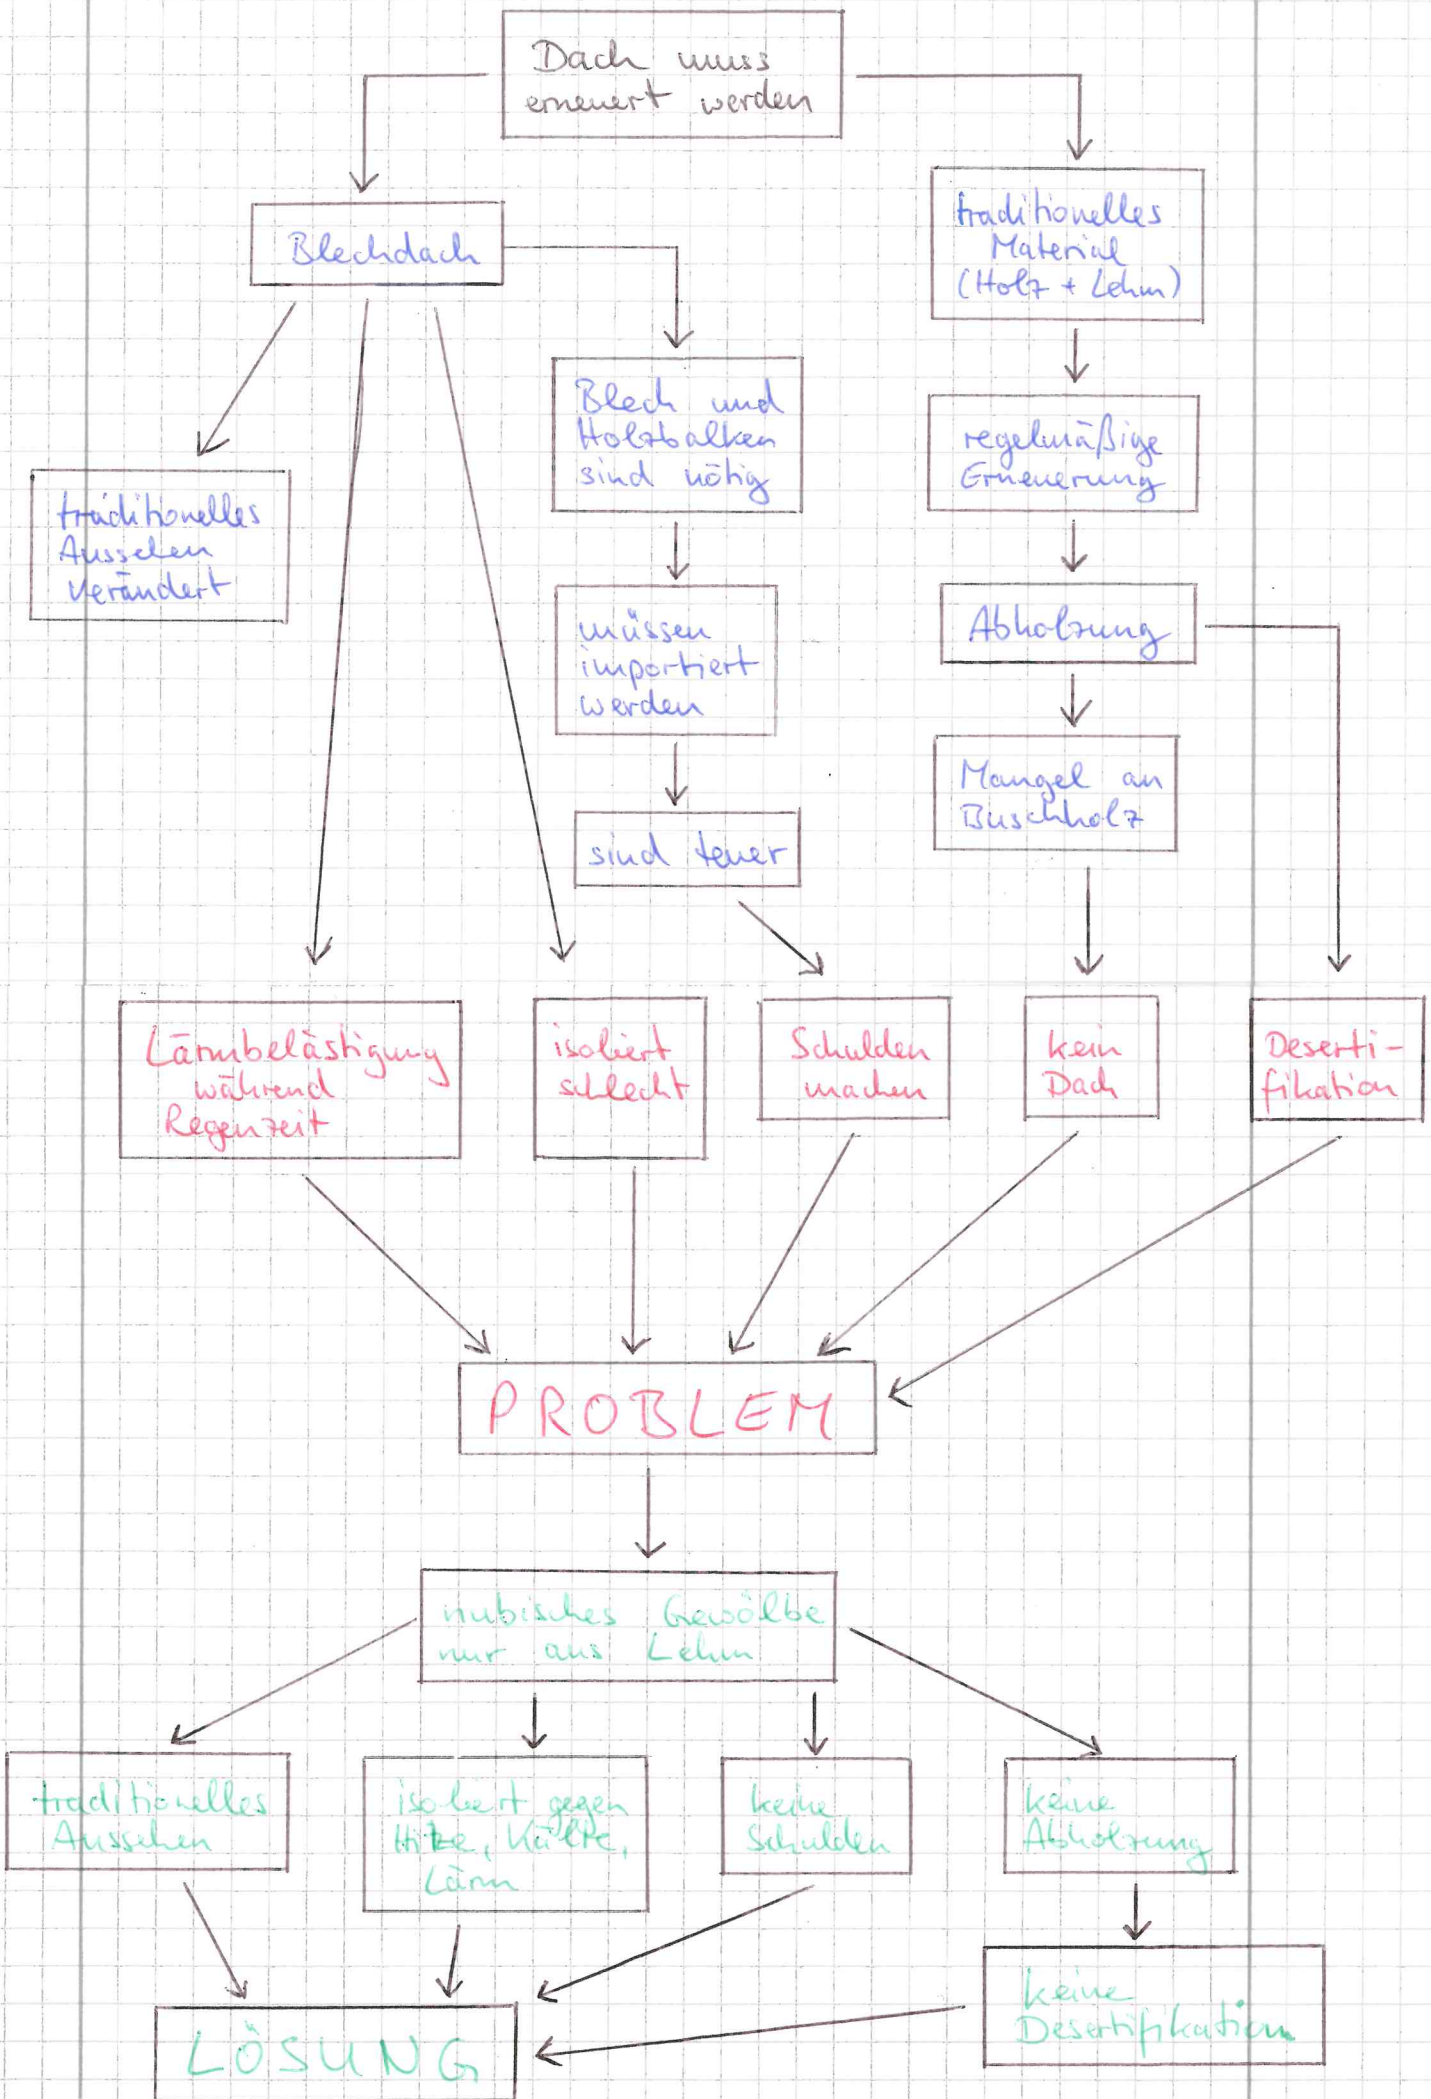 Dach muss
erneuert werden
Blechdach
traditionelles
Material
(Holz + Lehm)
Blech und
Holzbalken
sind nötig
regelmäßige
Erneuerung
traditionelles
Aussehen
verändert
müssen
importiert
werden
Abholzung
Mangel an
Buschholz
sind teuer
Lärmbelästigung
während
Regenzeit
isoliert
schlecht
Schulden
machen
kein
Dach
Deserti-
fikation
PROBLEM
nubisches Gewölbe
nur aus Lehm
traditionelles
Aussehen
isoliert gegen
Hitze, Kälte,
Lärm
keine
Schulden
keine
Abholzung
keine
Desertifikation
LÖSUNG